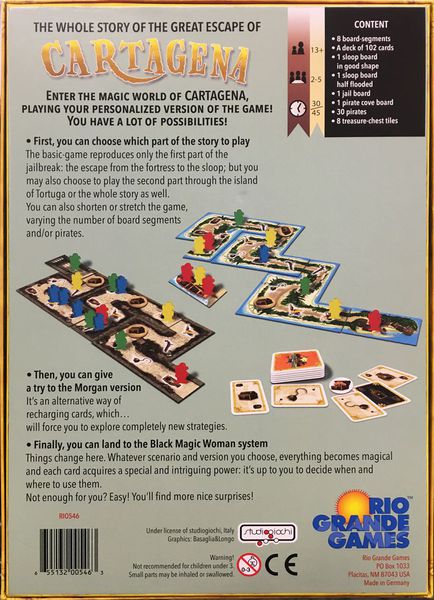 THE WHOLE STORY OF THE GREAT ESCAPE OF
CARTAGENA
ENTER THE MAGIC WORLD OF CARTAGENA,
PLAYING YOUR PERSONALIZED VERSION OF THE GAME!
YOU HAVE A LOT OF POSSIBILITIES!
13+
2-5
30
45
CONTENT
• 8 board-segments
• A deck of 102 cards
• 1 sloop board
in good shape
• 1 sloop board
half flooded
• 1 jail board
• 1 pirate cove board
• 30 pirates
• 8 treasure-chest tiles
• First, you can choose which part of the story to play
The basic-game reproduces only the first part of the
jailbreak: the escape from the fortress to the sloop; but you
may also choose to play the second part through the island
of Tortuga or the whole story as well.
You can also shorten or stretch the game,
varying the number of board segments
and/or pirates.
• Then, you can give
a try to the Morgan version
It's an alternative way of
recharging cards, which…
will force you to explore completely new strategies.
• Finally, you can land to the Black Magic Woman system
Things change here. Whatever scenario and version you choose, everything becomes magical
and each card acquires a special and intriguing power: it's up to you to decide when and
where to use them.
Not enough for you? Easy! You'll find more nice surprises!
RIO546
6 55132 00546 3
Under license of studiogiochi, Italy
Graphics: Basaglia&Longo
studiogiochi
Warning!
Not recommended for children under 3.
Small parts may be inhaled or swallowed.
0-3
CE
RIO
GRANDE
GAMES
Rio Grande Games
PO Box 1033
Placitas, NM 87043 USA
Made in Germany